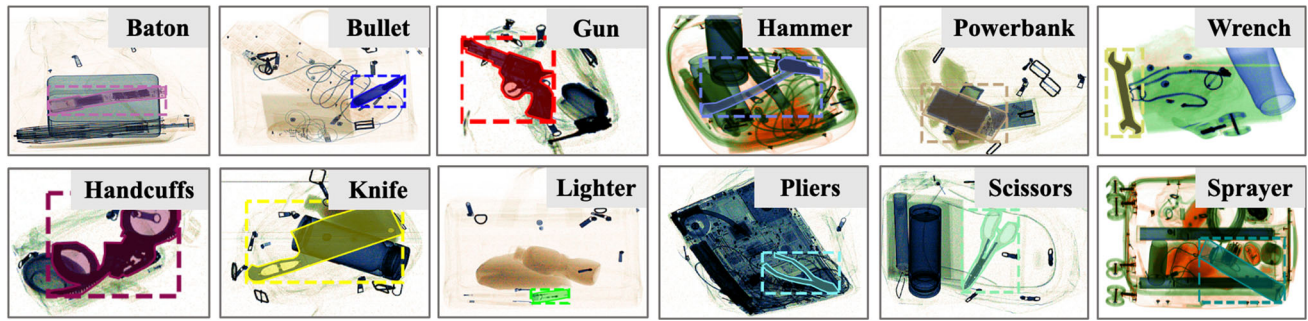 Baton
Bullet
Gun
Hammer
Powerbank
Wrench
Handcuffs
Knife
Lighter
Pliers
Scissors
Sprayer